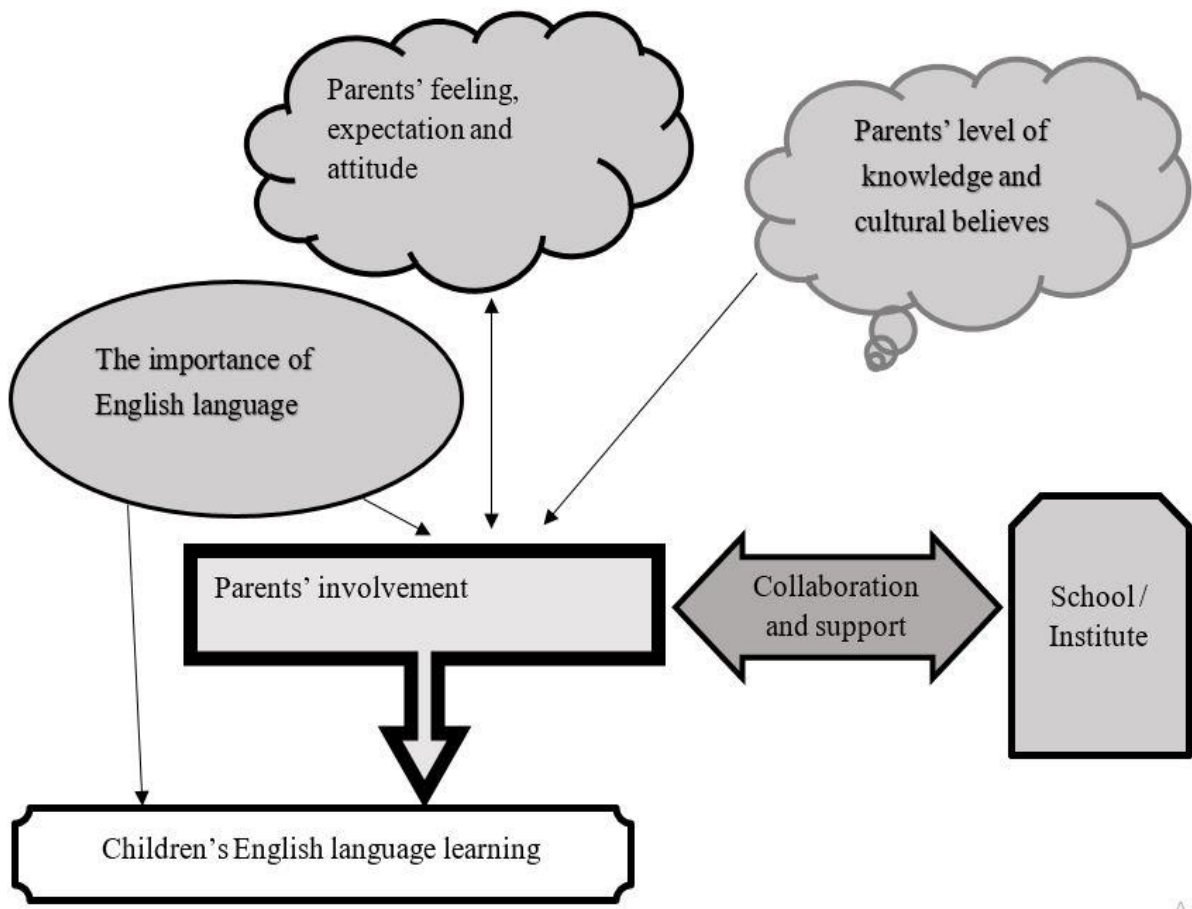 Parents’ feeling,
expectation and
attitude
Parents’ level of
knowledge and
cultural believes
The importance of
English language
Parents’ involvement
Collaboration
and support
School /
Institute
Children’s English language learning